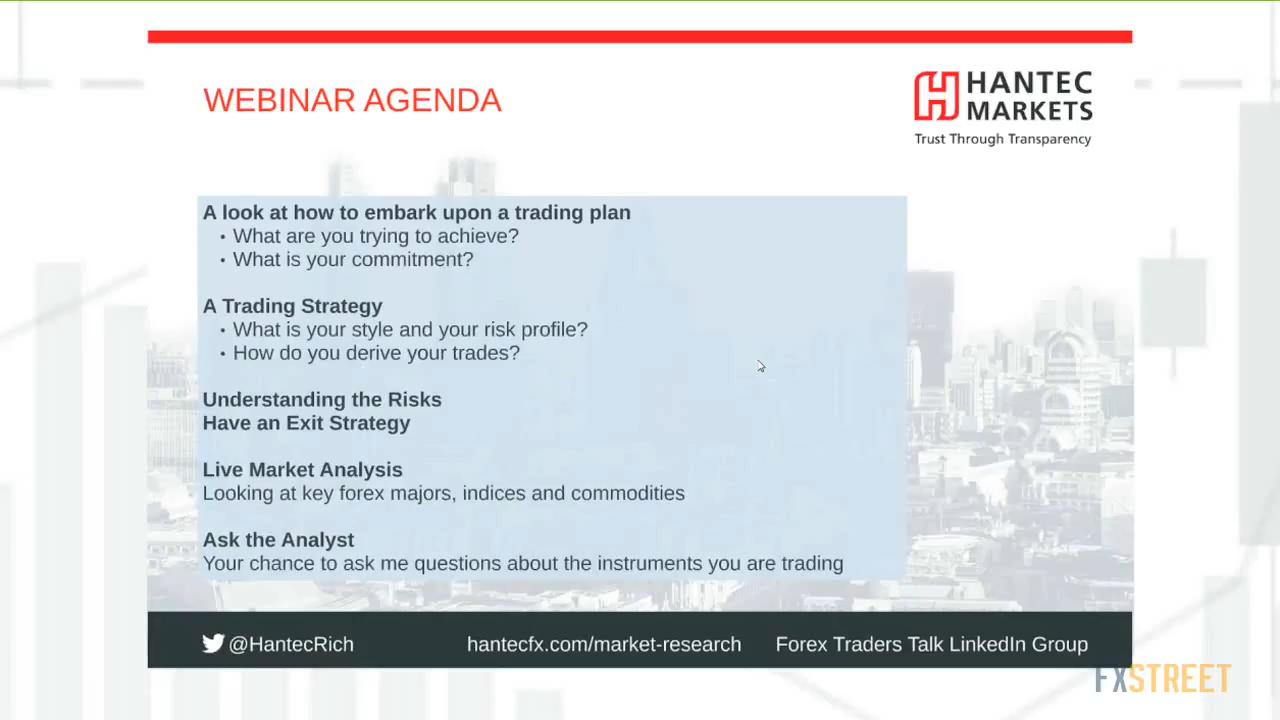 WEBINAR AGENDA
HANTEC
MARKETS
Trust Through Transparency
A look at how to embark upon a trading plan
• What are you trying to achieve?
• What is your commitment?
A Trading Strategy
• What is your style and your risk profile?
• How do you derive your trades?
Understanding the Risks
Have an Exit Strategy
Live Market Analysis
Looking at key forex majors, indices and commodities
Ask the Analyst
Your chance to ask me questions about the instruments you are trading
@HantecRich
hantecfx.com/market-research
Forex Traders Talk LinkedIn Group
FXSTREET